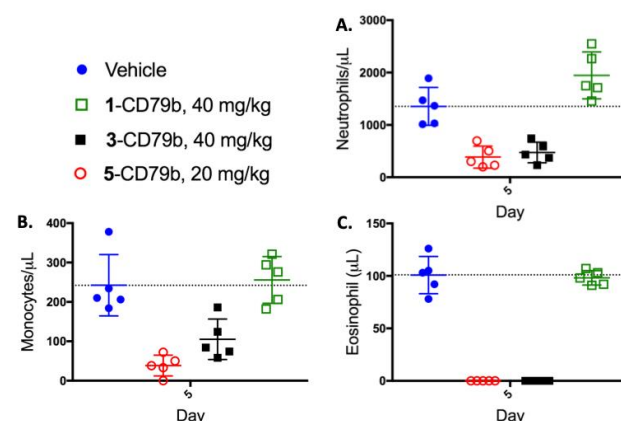 Vehicle
1-CD79b, 40 mg/kg
3-CD79b, 40 mg/kg
5-CD79b, 20 mg/kg
A.
Neutrophils/µL
3000
2000
1000
0
5
Day
B.
Monocytes/µL
400
300
200
100
0
5
Day
C.
Eosinophil (µL)
150
100
50
0
5
Day